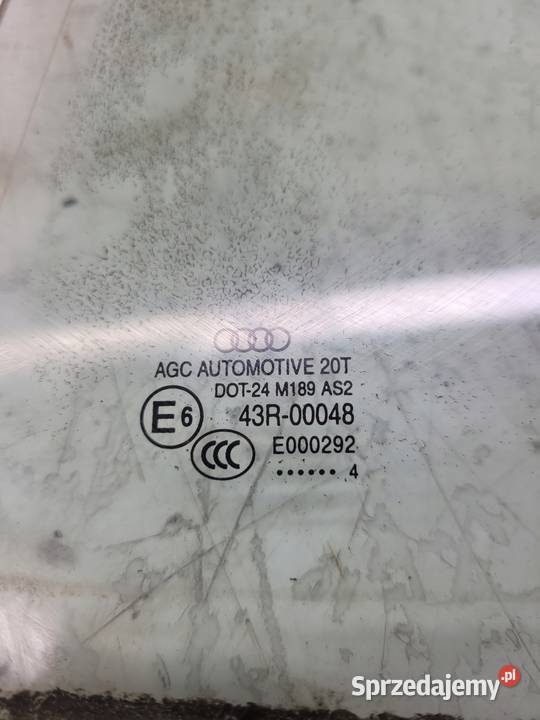 AGC AUTOMOTIVE 20T
DOT-24 M189 AS2
E6 43R-00048
CCC E000292
...... 4
Sprzedajemy.pl